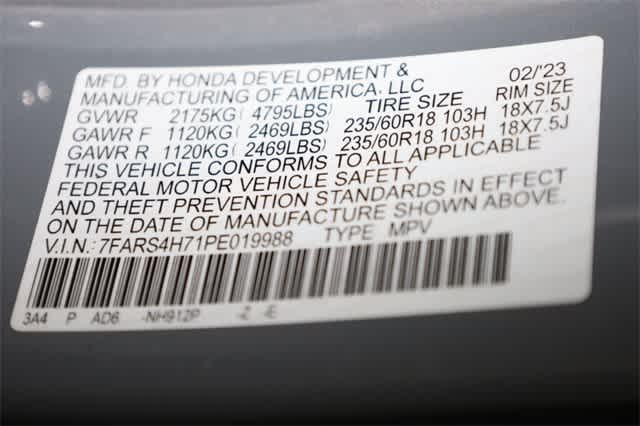 MFD. BY HONDA DEVELOPMENT & 02/'23
MANUFACTURING OF AMERICA, LLC TIRE SIZE RIM SIZE
GVWR 2175KG( 4795LBS)
GAWR F 1120KG( 2469LBS) 235/60R18 103H 18X7.5J
GAWR R 1120KG( 2469LBS) 235/60R18 103H 18X7.5J
THIS VEHICLE CONFORMS TO ALL APPLICABLE
FEDERAL MOTOR VEHICLE SAFETY
AND THEFT PREVENTION STANDARDS IN EFFECT
ON THE DATE OF MANUFACTURE SHOWN ABOVE.
V.I.N.: 7FARS4H71PE019988 TYPE MPV
3A4 P AD6 -NH912P -Z -E